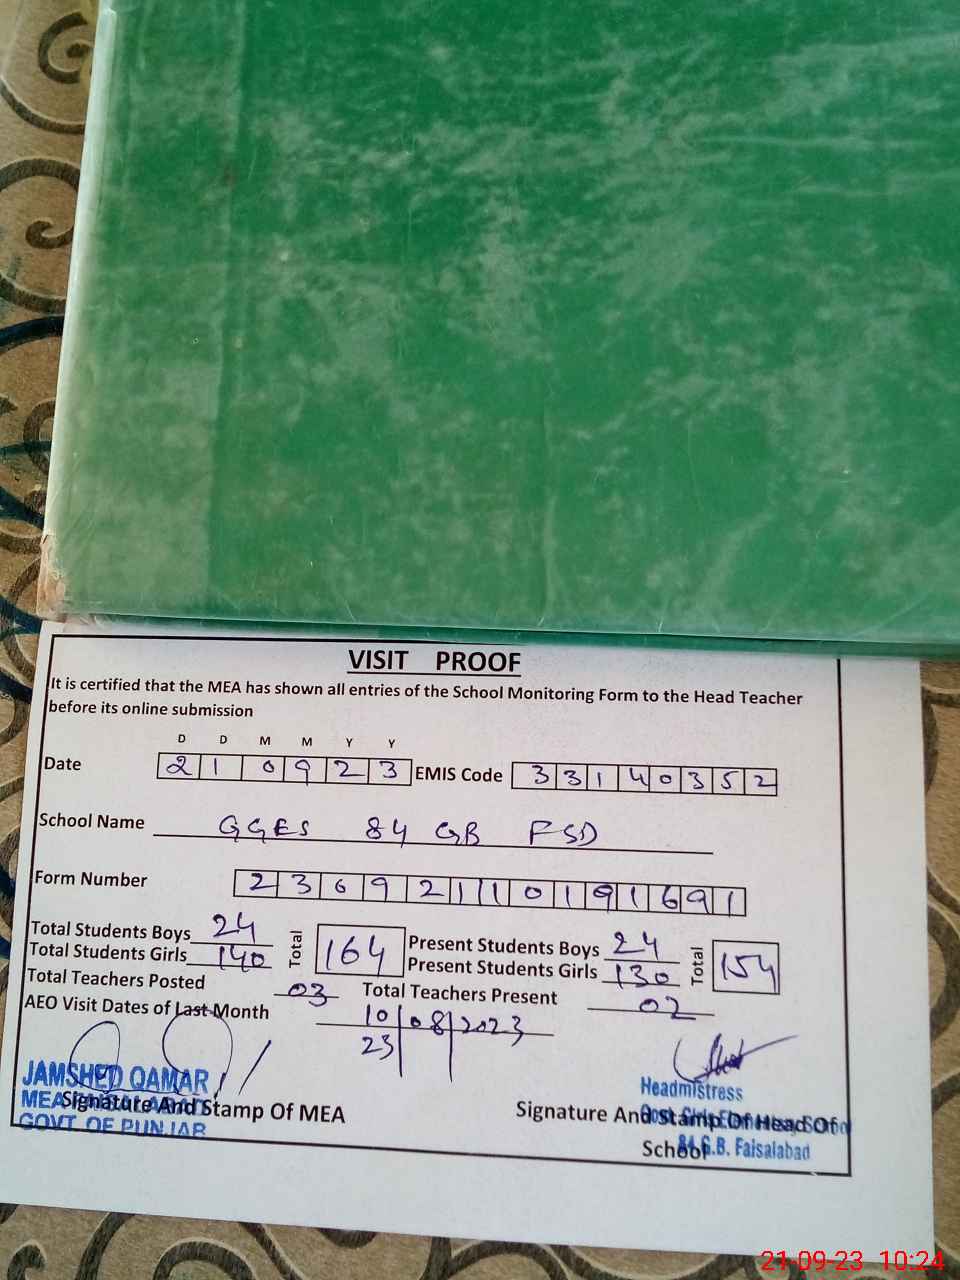 VISIT PROOF
It is certified that the MEA has shown all entries of the School Monitoring Form to the Head Teacher
before its online submission
D D M M Y Y
Date 2 1 0 9 2 3 EMIS Code 3 3 1 4 0 3 5 2
School Name GGES 84 GB FSD
Form Number 2 3 6 9 2 1 1 0 1 9 1 6 9 1
Total Students Boys 24 Total 164 Present Students Boys 24 Total 154
Total Students Girls 140 Present Students Girls 130
Total Teachers Posted 03 Total Teachers Present 02
AEO Visit Dates of Last Month 10/08/2023
23
JAMSHED QAMAR
MEA
GOVT OF PUNJAB
Signature And Stamp Of MEA
Headmistress
Govt. Girls Elementary School
84 G.B. Faisalabad
Signature And Stamp Of Head Of
School
21-09-23 10:24